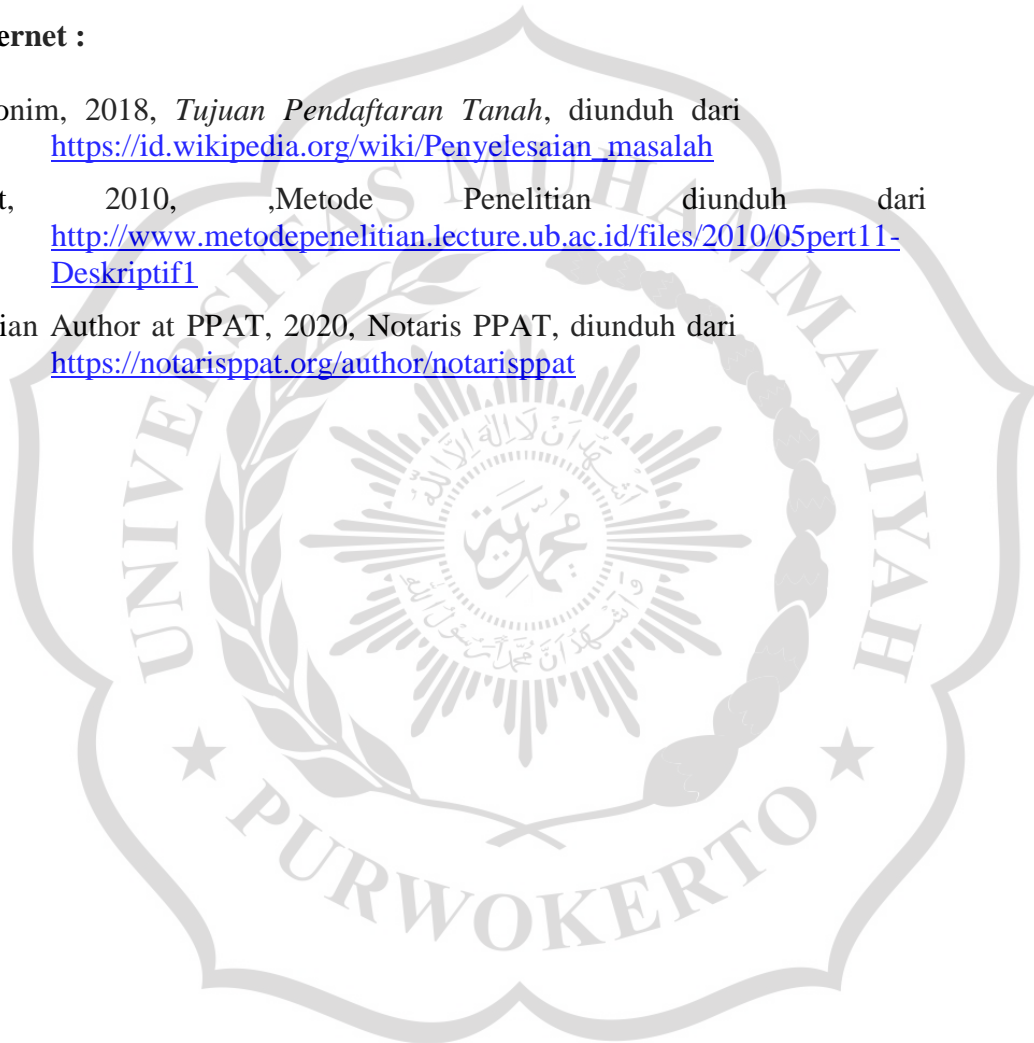 ernet :
onim, 2018, Tujuan Pendaftaran Tanah, diunduh dari
https://id.wikipedia.org/wiki/Penyelesaian_masalah
t, 2010, ,Metode Penelitian diunduh dari
http://www.metodepenelitian.lecture.ub.ac.id/files/2010/05pert11-
Deskriptif1
ian Author at PPAT, 2020, Notaris PPAT, diunduh dari
https://notarisppat.org/author/notarisppat
UNIVERSITAS MUHAMMADIYAH
PURWOKERTO